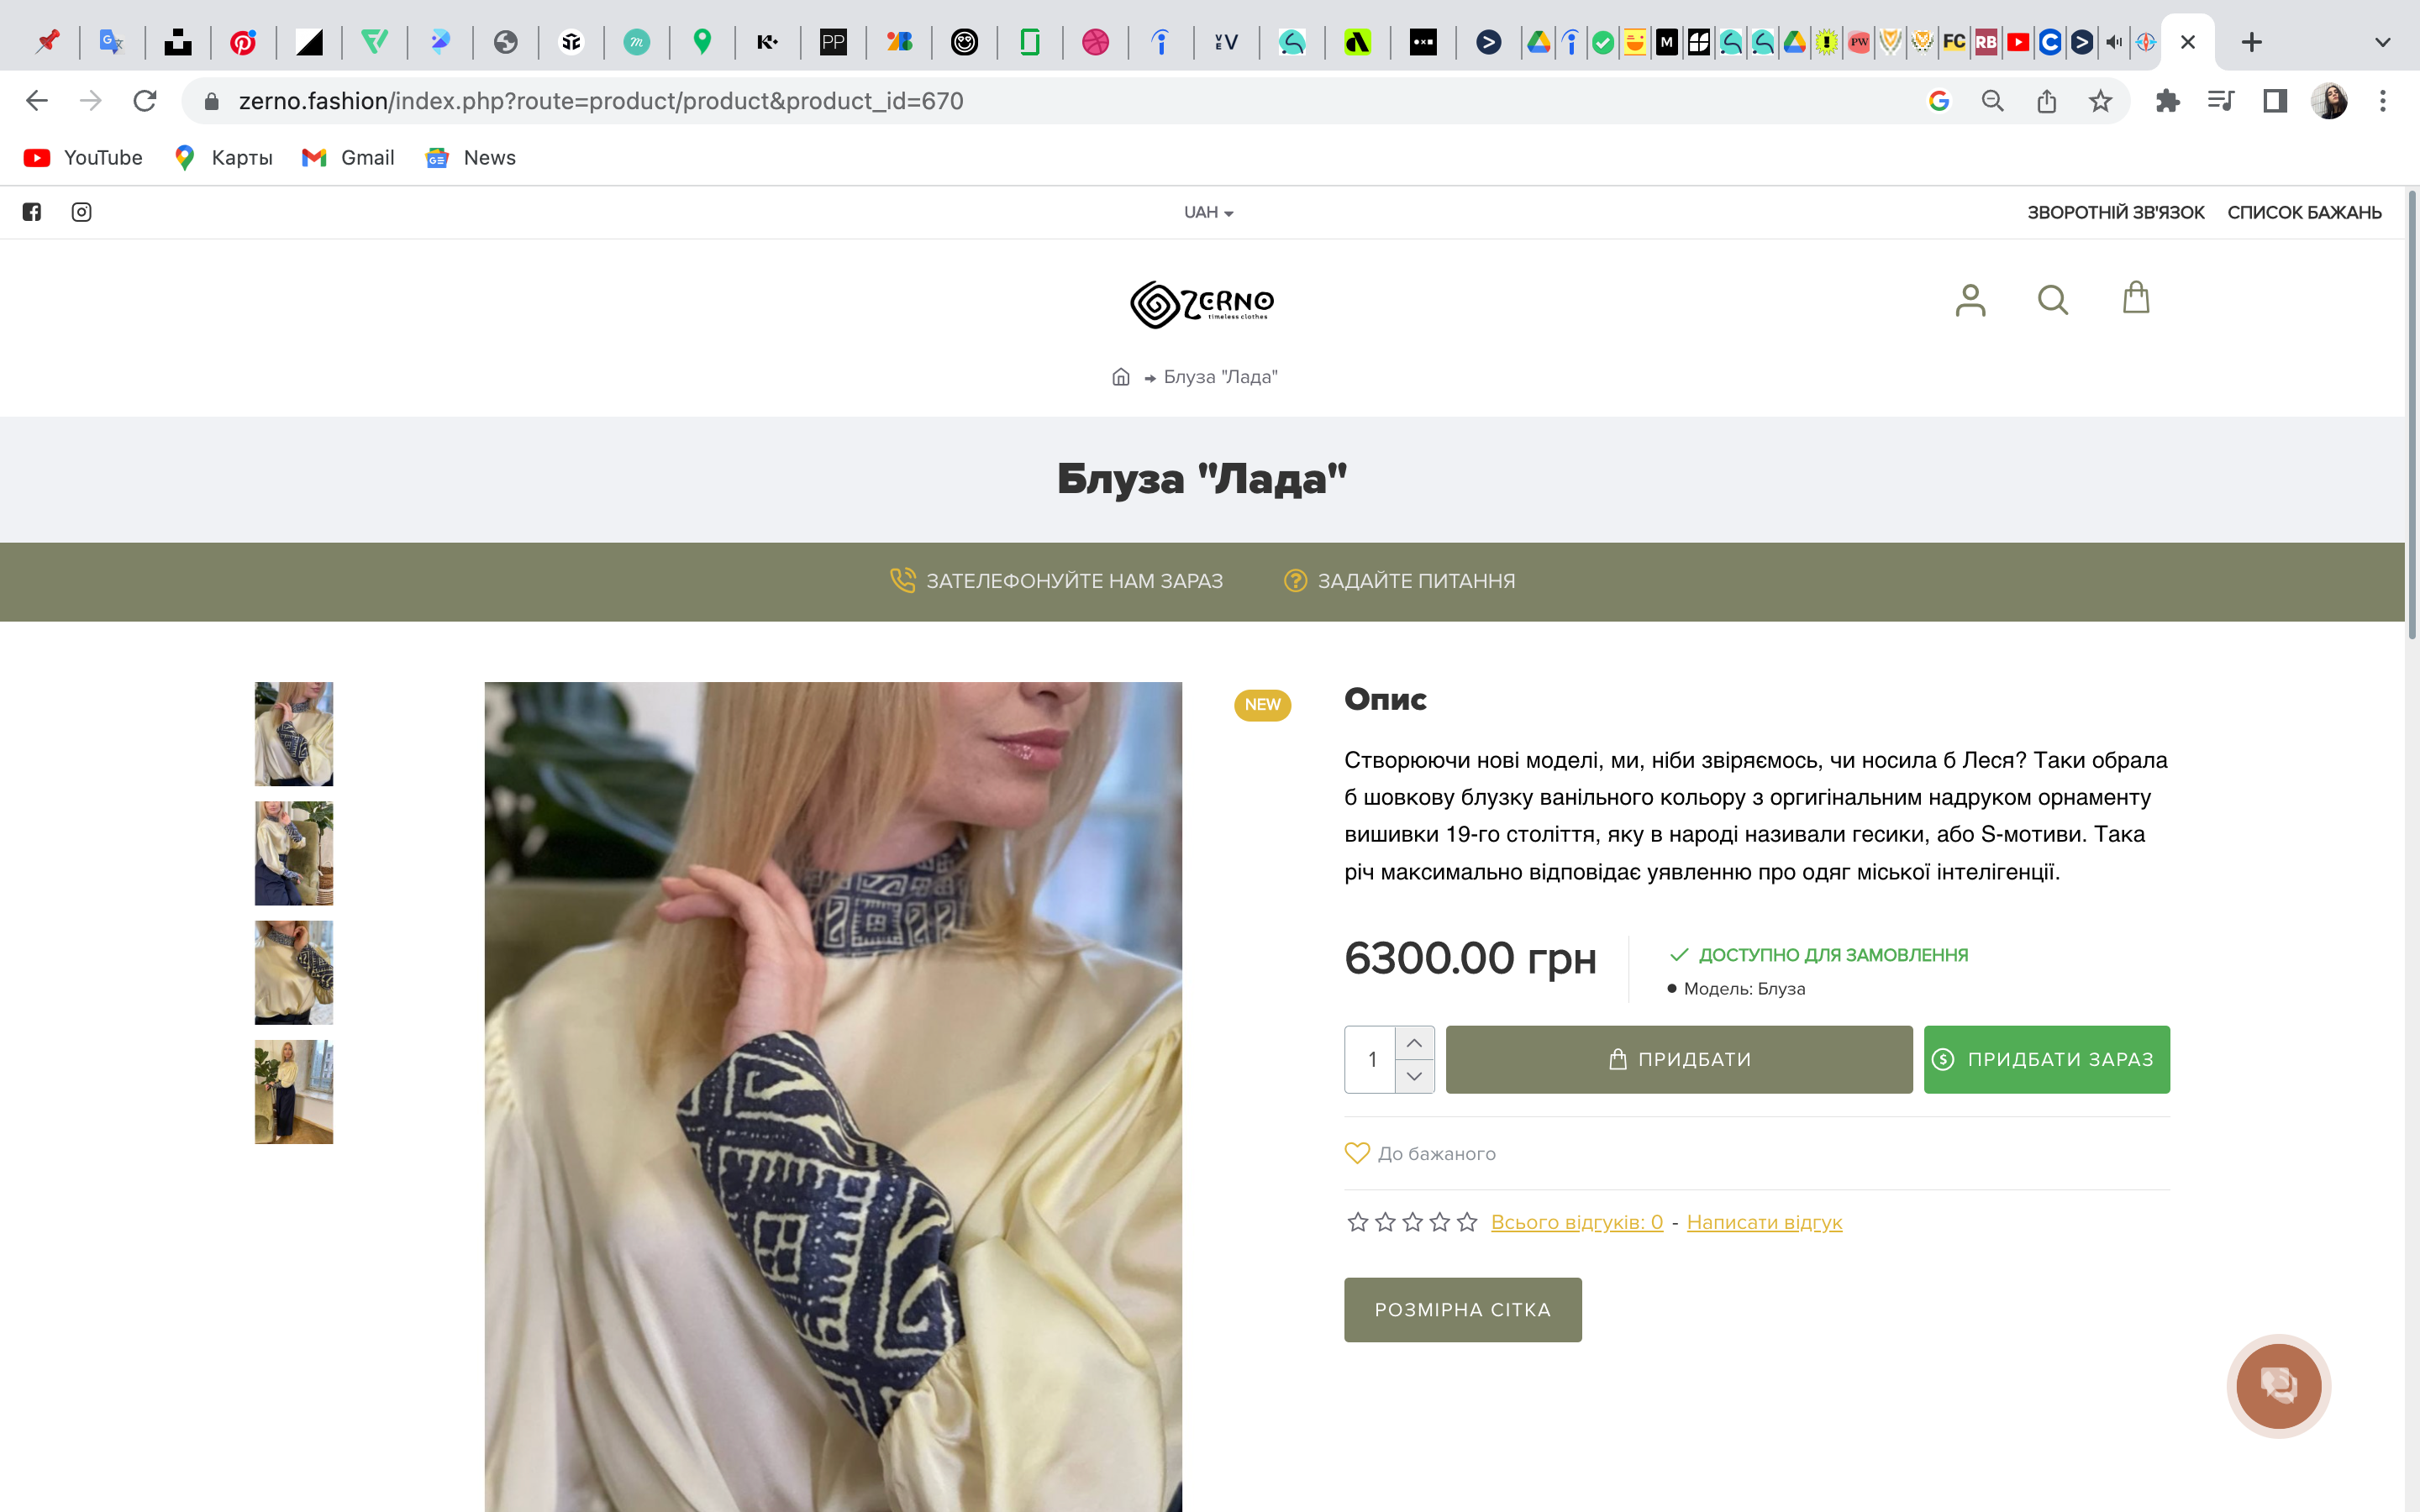 zerno.fashion/index.php?route=product/product&product_id=670
YouTube Карты Gmail News
UAH
ЗВОРОТНІЙ ЗВ'ЯЗОК СПИСОК БАЖАНЬ
ZERNO
timeless clothes
Блуза "Лада"
Блуза "Лада"
ЗАТЕЛЕФОНУЙТЕ НАМ ЗАРАЗ ЗАДАЙТЕ ПИТАННЯ
NEW
Опис
Створюючи нові моделі, ми, ніби звіряємось, чи носила б Леся? Таки обрала
б шовкову блузку ванільного кольору з оргигінальним надруком орнаменту
вишивки 19-го століття, яку в народі називали гесики, або S-мотиви. Така
річ максимально відповідає уявленню про одяг міської інтелігенції.
6300.00 грн
ДОСТУПНО ДЛЯ ЗАМОВЛЕННЯ
Модель: Блуза
1
ПРИДБАТИ
ПРИДБАТИ ЗАРАЗ
До бажаного
Всього відгуків: 0 - Написати відгук
РОЗМІРНА СІТКА